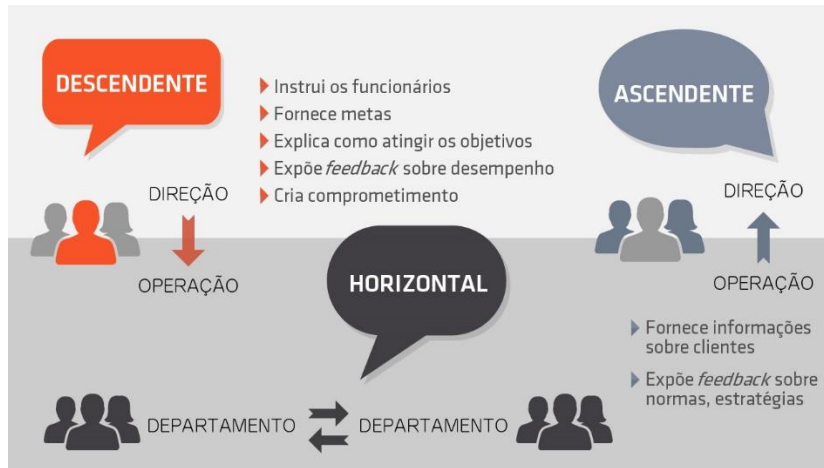 DESCENDENTE
Instrui os funcionários
Fornece metas
Explica como atingir os objetivos
Expõe feedback sobre desempenho
Cria comprometimento
DIREÇÃO
OPERAÇÃO
ASCENDENTE
DIREÇÃO
OPERAÇÃO
Fornece informações
sobre clientes
Expõe feedback sobre
normas, estratégias
HORIZONTAL
DEPARTAMENTO
DEPARTAMENTO